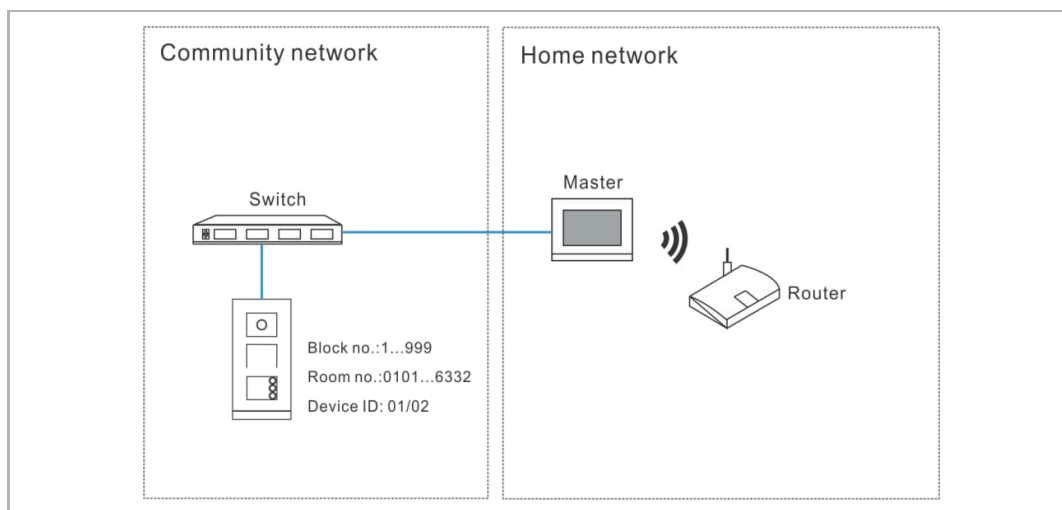 Community network
Home network
Master
Switch
Router
Block no.:1...999
Room no.:0101...6332
Device ID: 01/02